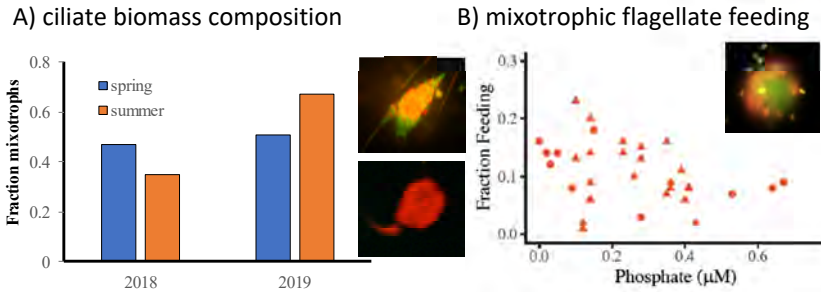 A) ciliate biomass composition
Fraction mixotrophs
0.8
0.6
0.4
0.2
0
spring
summer
2018
2019
B) mixotrophic flagellate feeding
Fraction Feeding
0.3
0.2
0.1
0.0
0.0
0.2
0.4
0.6
Phosphate (μM)